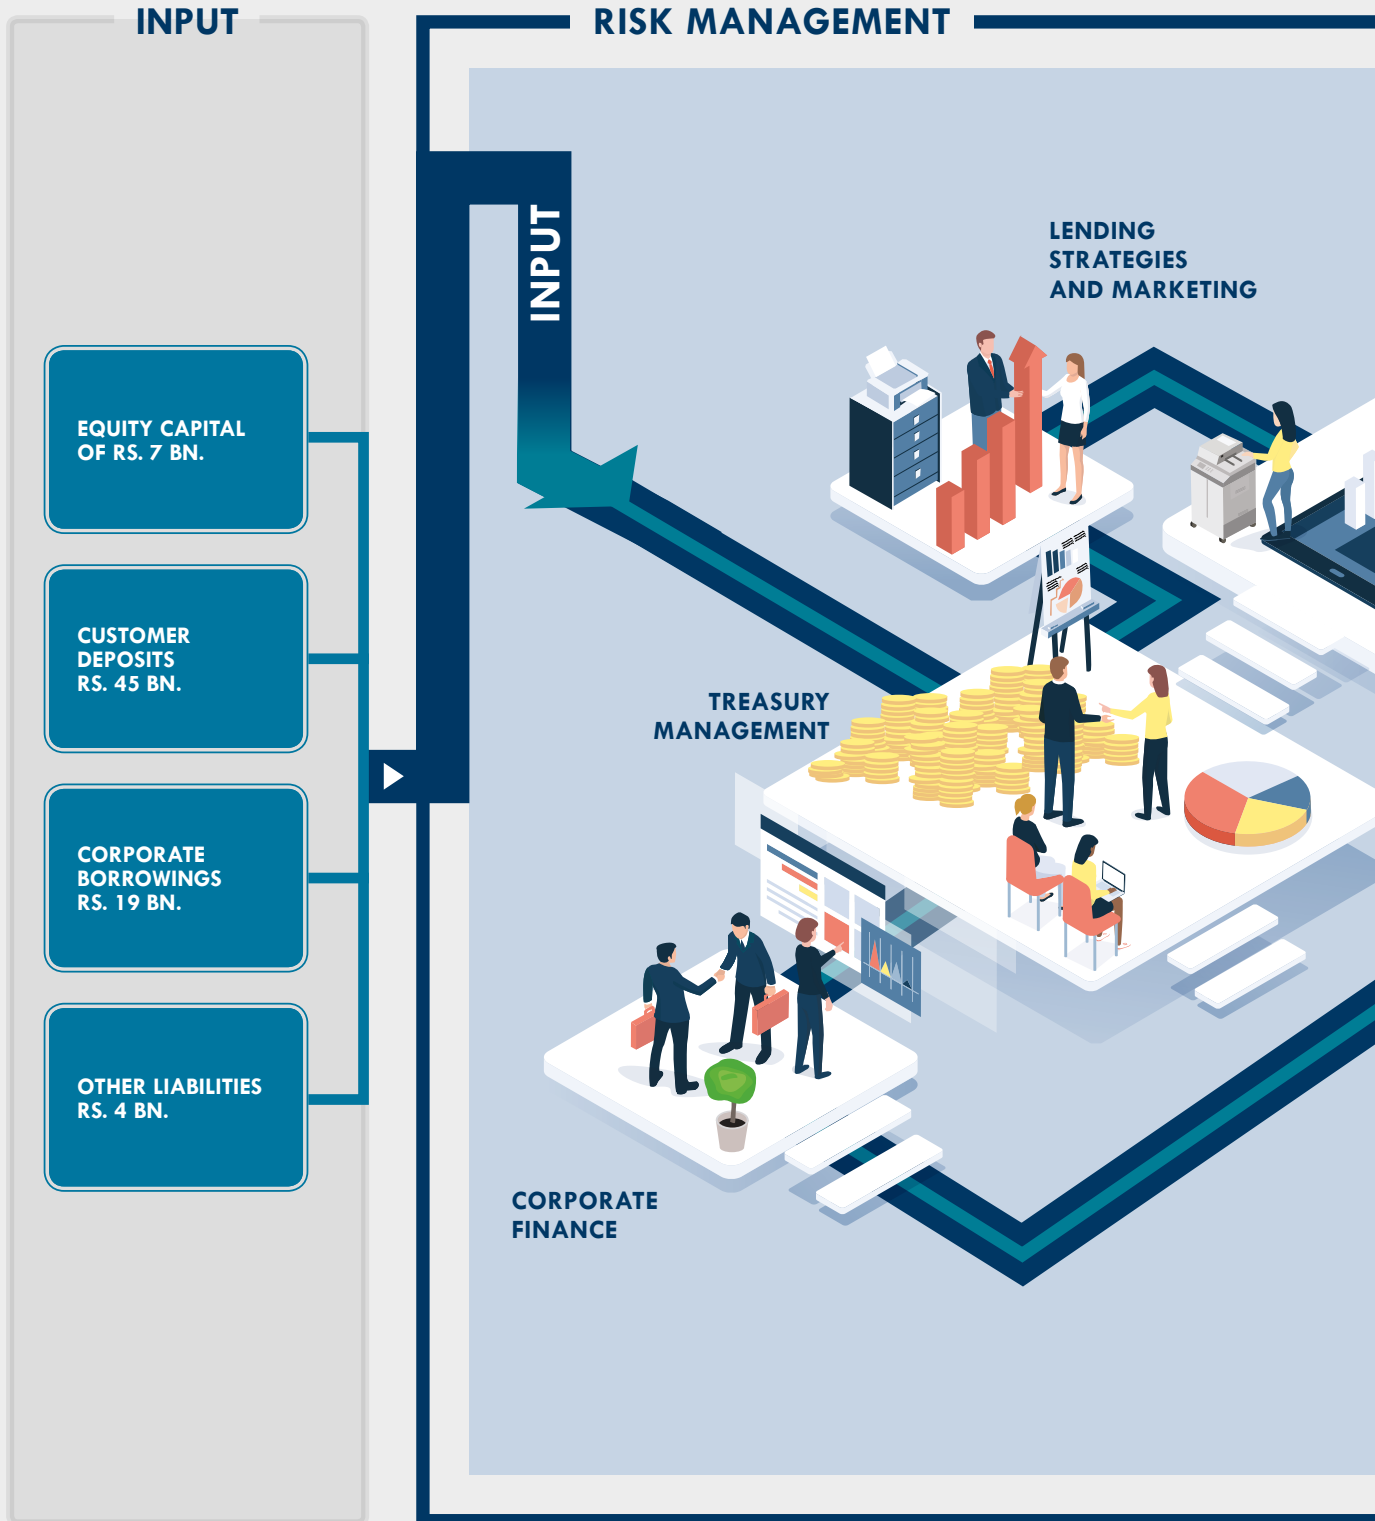 INPUT
EQUITY CAPITAL
OF RS. 7 BN.
CUSTOMER
DEPOSITS
RS. 45 BN.
CORPORATE
BORROWINGS
RS. 19 BN.
OTHER LIABILITIES
RS. 4 BN.
RISK MANAGEMENT
INPUT
LENDING
STRATEGIES
AND MARKETING
TREASURY
MANAGEMENT
CORPORATE
FINANCE